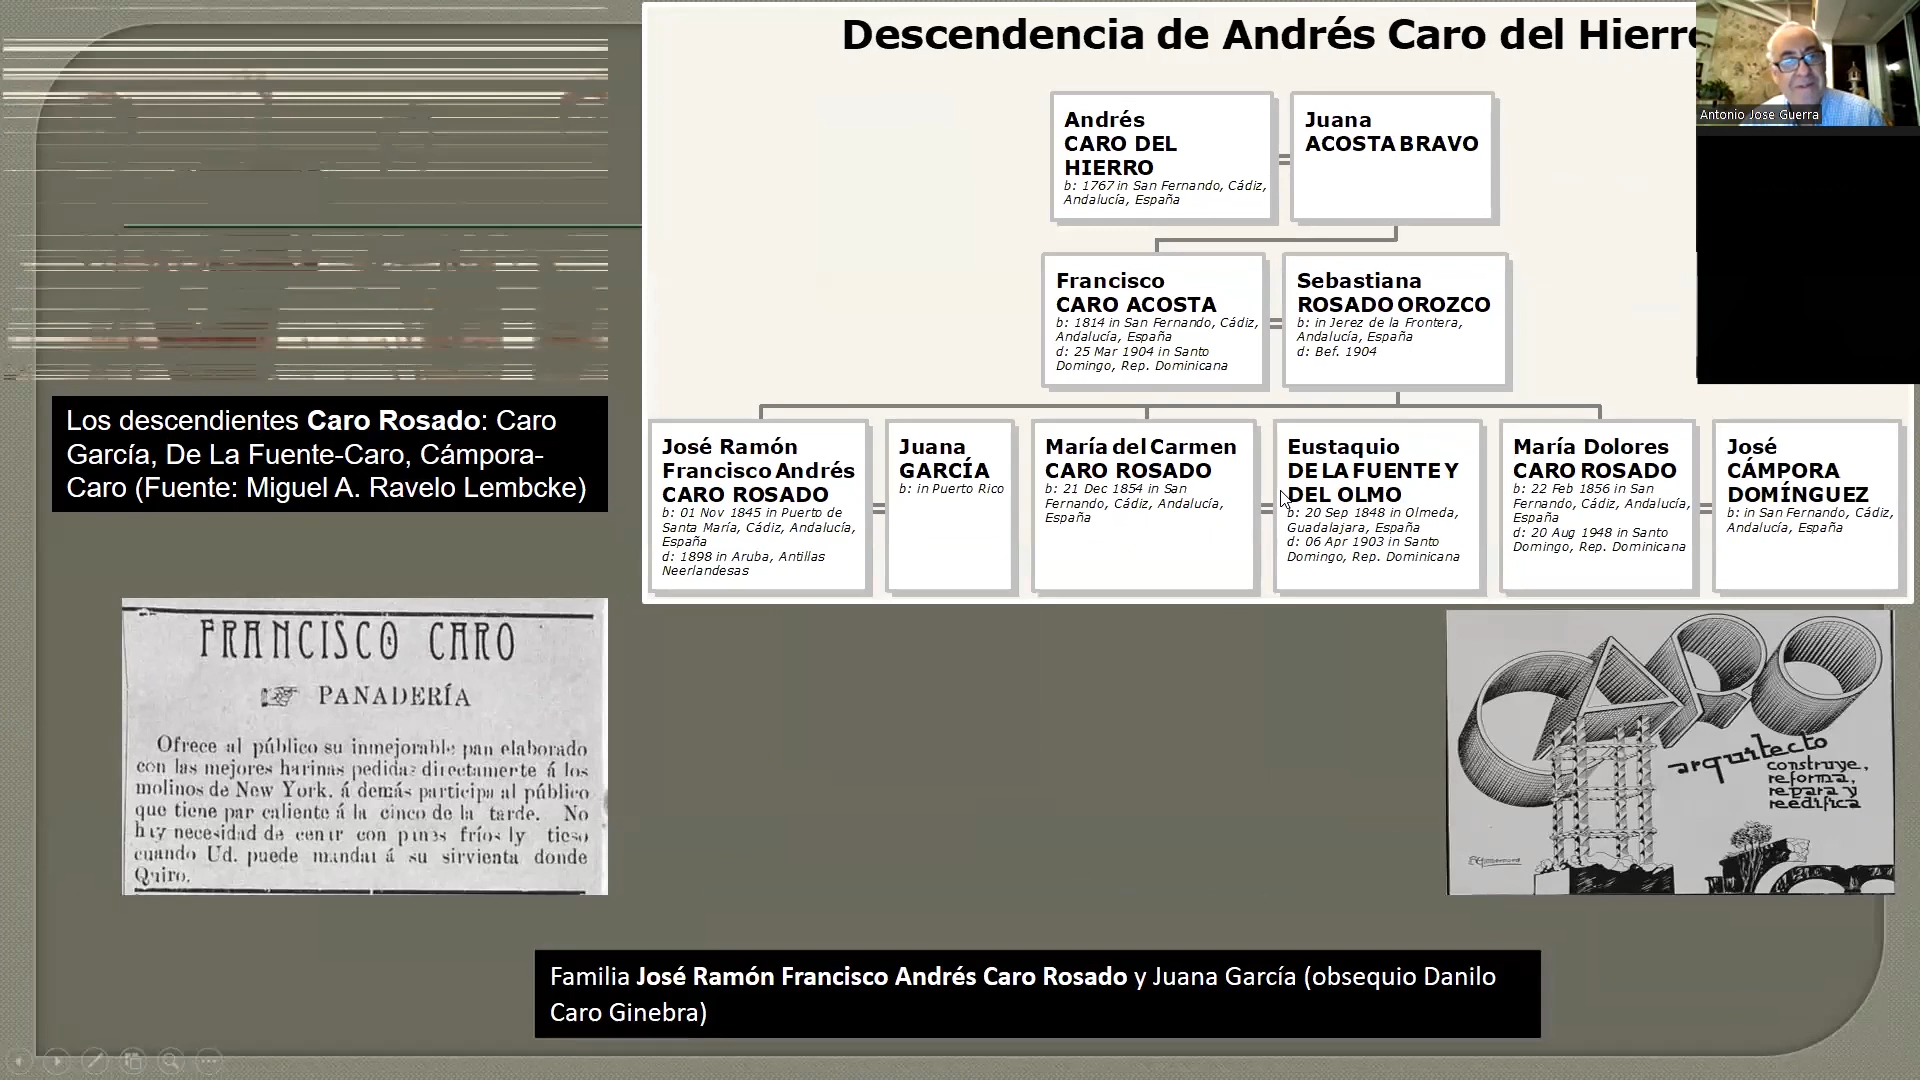 Descendencia de Andrés Caro del Hierro
Antonio Jose Guerra
Andrés
CARO DEL
HIERRO
b: 1767 in San Fernando, Cádiz,
Andalucía, España
Juana
ACOSTA BRAVO
Francisco
CARO ACOSTA
b: 1814 in San Fernando, Cádiz,
Andalucía, España
d: 25 Mar 1904 in Santo
Domingo, Rep. Dominicana
Sebastiana
ROSADO OROZCO
b: in Jerez de la Frontera,
Andalucía, España
d: Bef. 1904
José Ramón
Francisco Andrés
CARO ROSADO
b: 01 Nov 1845 in Puerto de
Santa María, Cádiz, Andalucía,
España
d: 1898 in Aruba, Antillas
Neerlandesas
Juana
GARCÍA
b: in Puerto Rico
María del Carmen
CARO ROSADO
b: 21 Dec 1854 in San
Fernando, Cádiz, Andalucía,
España
Eustaquio
DE LA FUENTE Y
DEL OLMO
b: 20 Sep 1848 in Olmeda,
Guadalajara, España
d: 06 Apr 1903 in Santo
Domingo, Rep. Dominicana
María Dolores
CARO ROSADO
b: 22 Feb 1856 in San
Fernando, Cádiz, Andalucía,
España
d: 20 Aug 1948 in Santo
Domingo, Rep. Dominicana
José
CÁMPORA
DOMÍNGUEZ
b: in San Fernando, Cádiz,
Andalucía, España
Los descendientes Caro Rosado: Caro
García, De La Fuente-Caro, Cámpora-
Caro (Fuente: Miguel A. Ravelo Lembcke)
FRANCISCO CARO
PANADERÍA
Ofrece al público su inmejorable pan elaborado
con las mejores harinas pedidas directamente á los
molinos de New York, á demás participa al público
que tiene pan caliente á la cinco de la tarde. No
hay necesidad de cenar con panes fríos y tieso
cuando Ud. puede mandar á su sirvienta donde
Quiro.
CARO
arquitecto
construye,
reforma,
repara y
reedifica
Familia José Ramón Francisco Andrés Caro Rosado y Juana García (obsequio Danilo
Caro Ginebra)